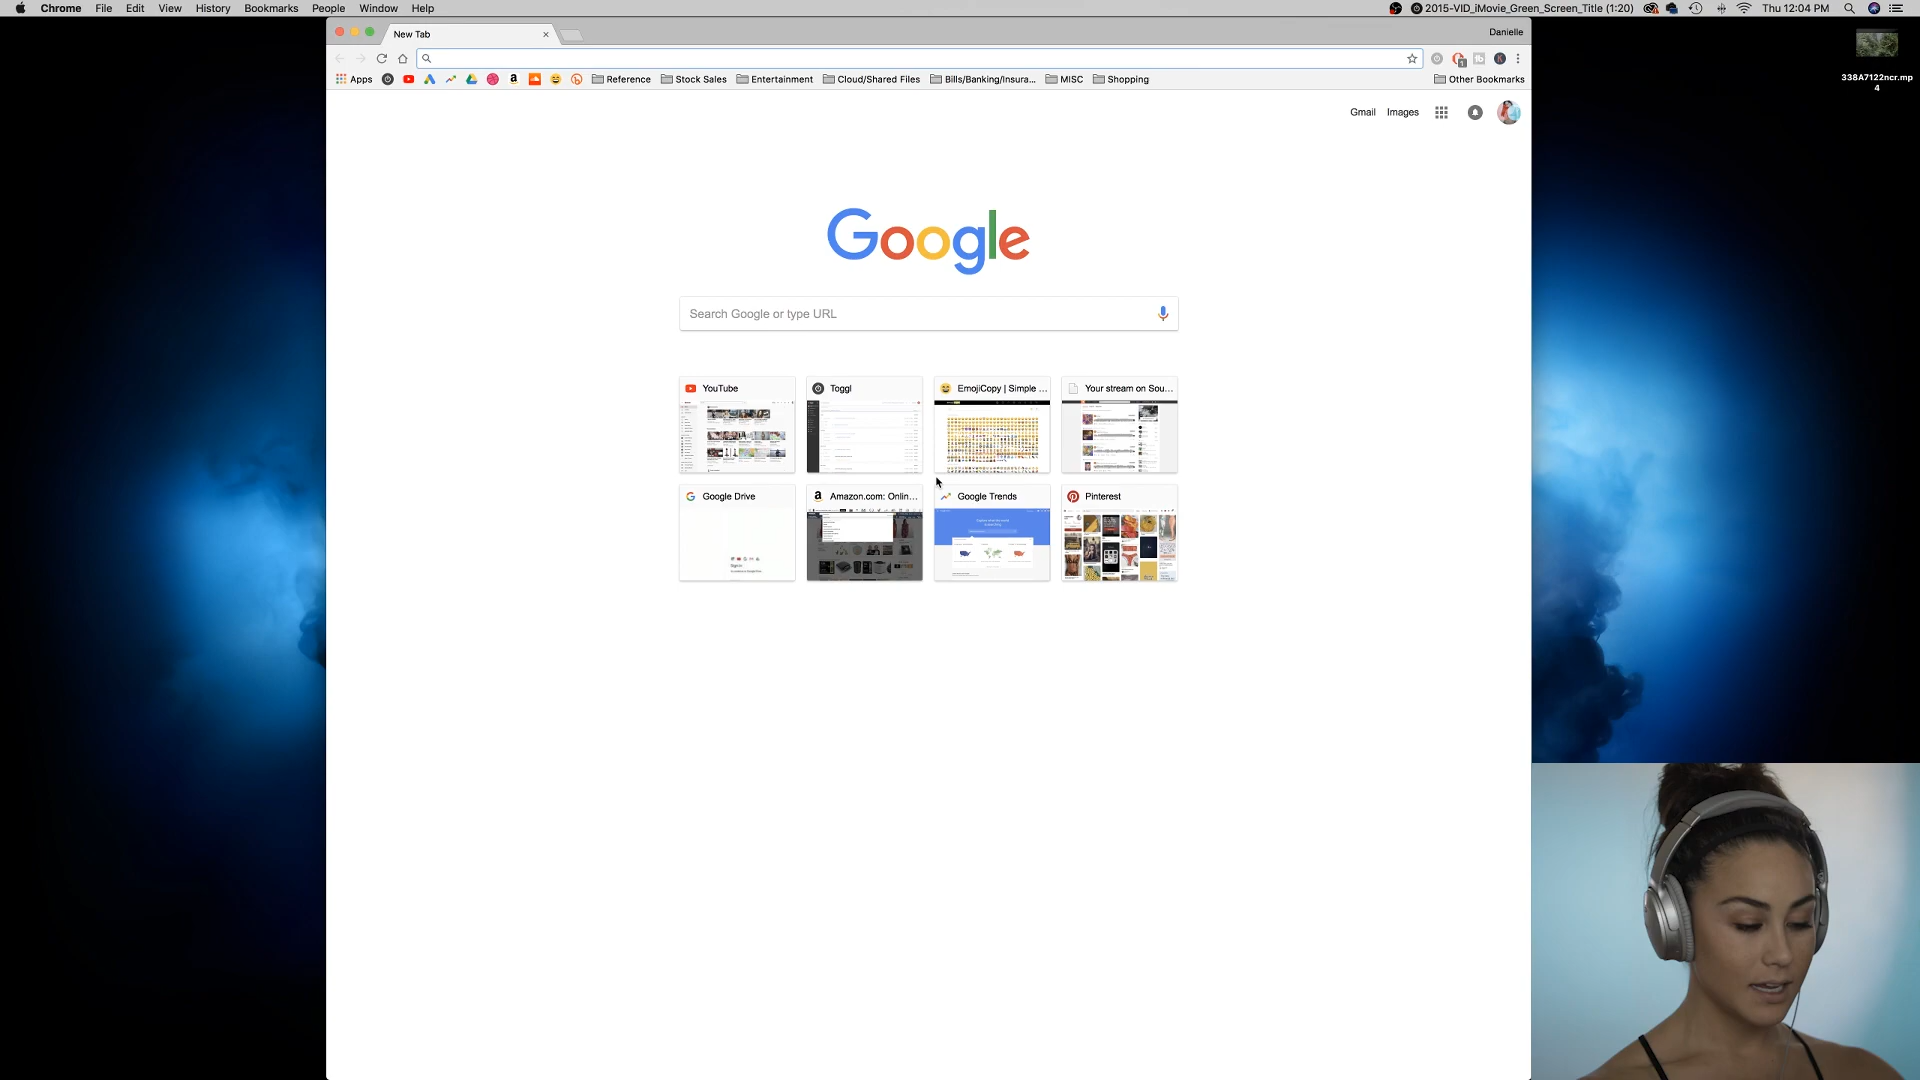 Chrome File Edit View History Bookmarks People Window Help
2015-VID_iMovie_Green_Screen_Title (1:20) Thu 12:04 PM
New Tab
Danielle
Apps Reference Stock Sales Entertainment Cloud/Shared Files Bills/Banking/Insura... MISC Shopping Other Bookmarks
338A7122ncr.mp
4
Gmail Images
Google
Search Google or type URL
YouTube Toggl EmojiCopy | Simple ... Your stream on Sou...
Google Drive Amazon.com: Onlin... Google Trends Pinterest